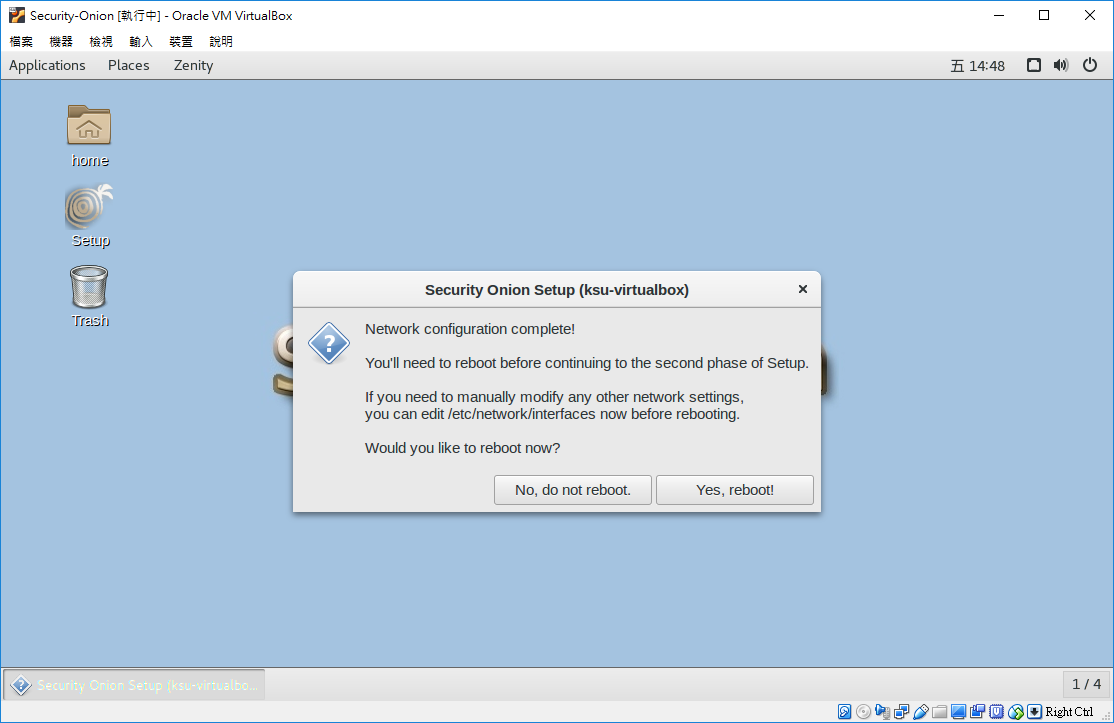 Security-Onion [執行中] - Oracle VM VirtualBox
檔案 機器 檢視 輸入 裝置 說明
Applications Places Zenity 五 14:48
home
Setup
Trash
Security Onion Setup (ksu-virtualbox)
Network configuration complete!
You'll need to reboot before continuing to the second phase of Setup.
If you need to manually modify any other network settings,
you can edit /etc/network/interfaces now before rebooting.
Would you like to reboot now?
No, do not reboot. Yes, reboot!
Security Onion Setup (ksu-virtualbo... 1 / 4
Right Ctrl